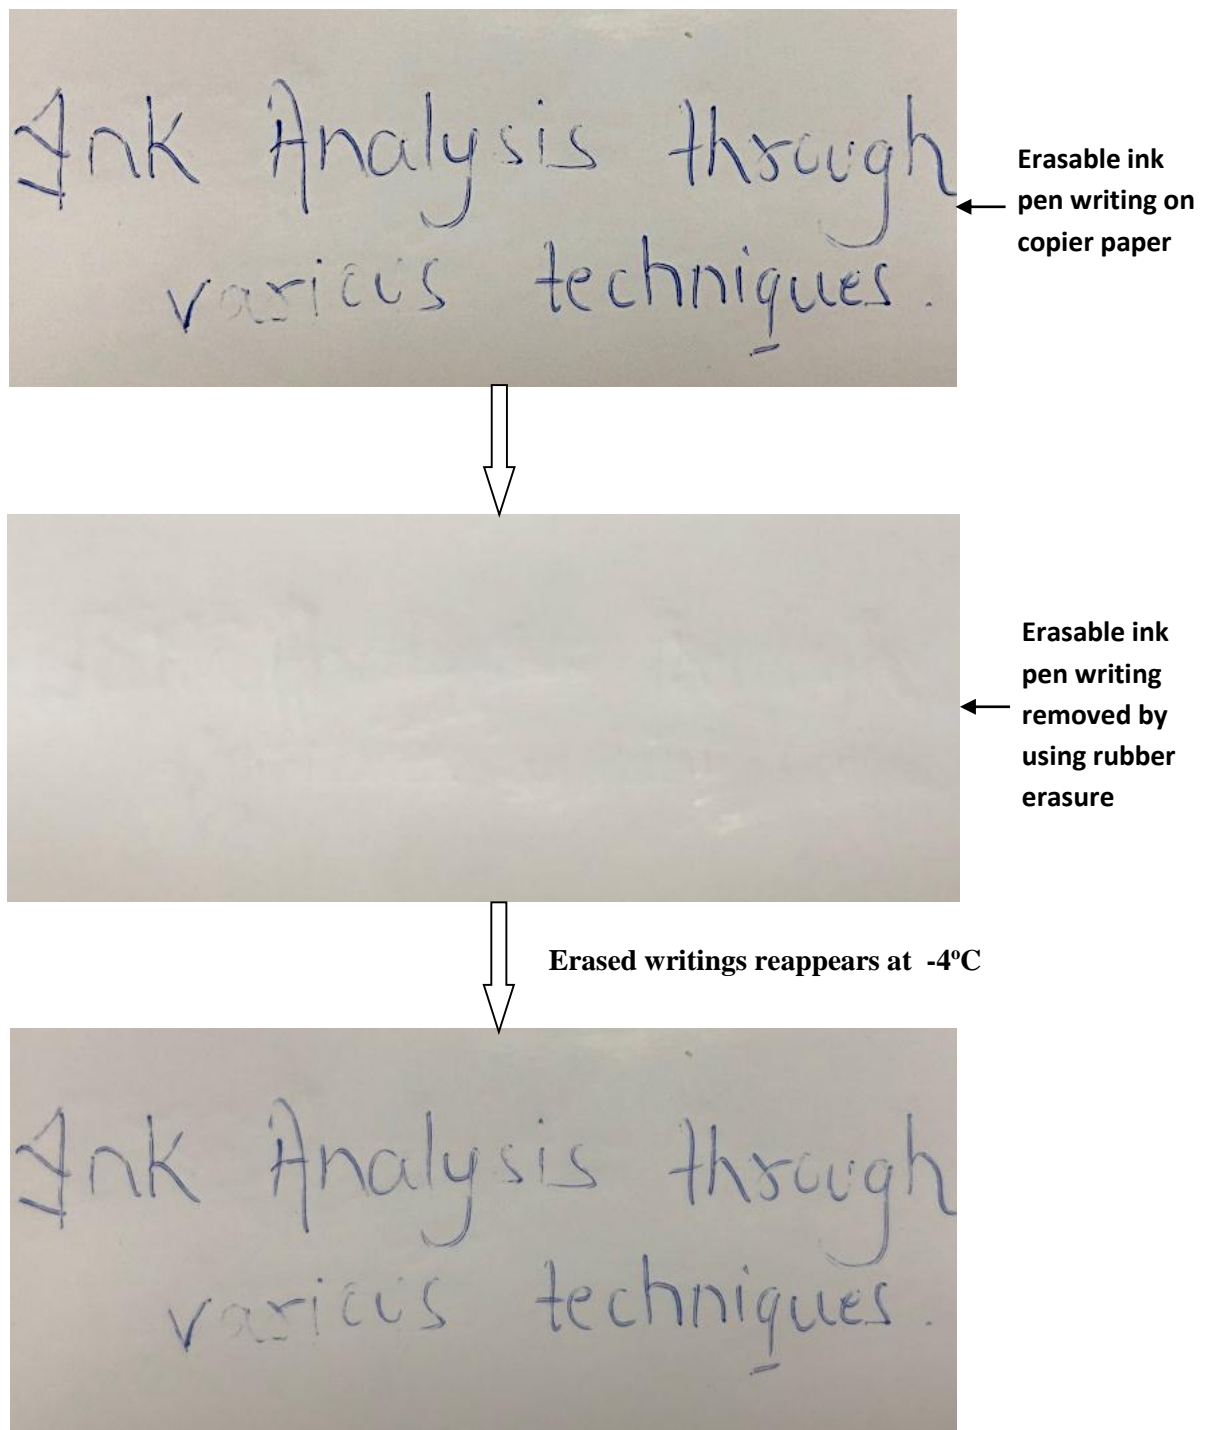 Ink Analysis through
various techniques.
Erasable ink
pen writing on
copier paper
Erasable ink
pen writing
removed by
using rubber
erasure
Erased writings reappears at -4ºC
Ink Analysis through
various techniques.